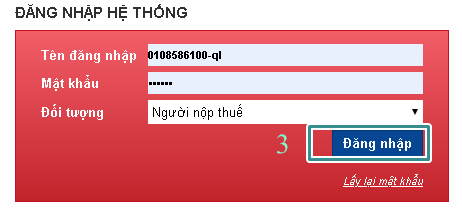 ĐĂNG NHẬP HỆ THỐNG
Tên đăng nhập 0108586100-ql
Mật khẩu ••••••
Đối tượng Người nộp thuế
3 Đăng nhập
Lấy lại mật khẩu